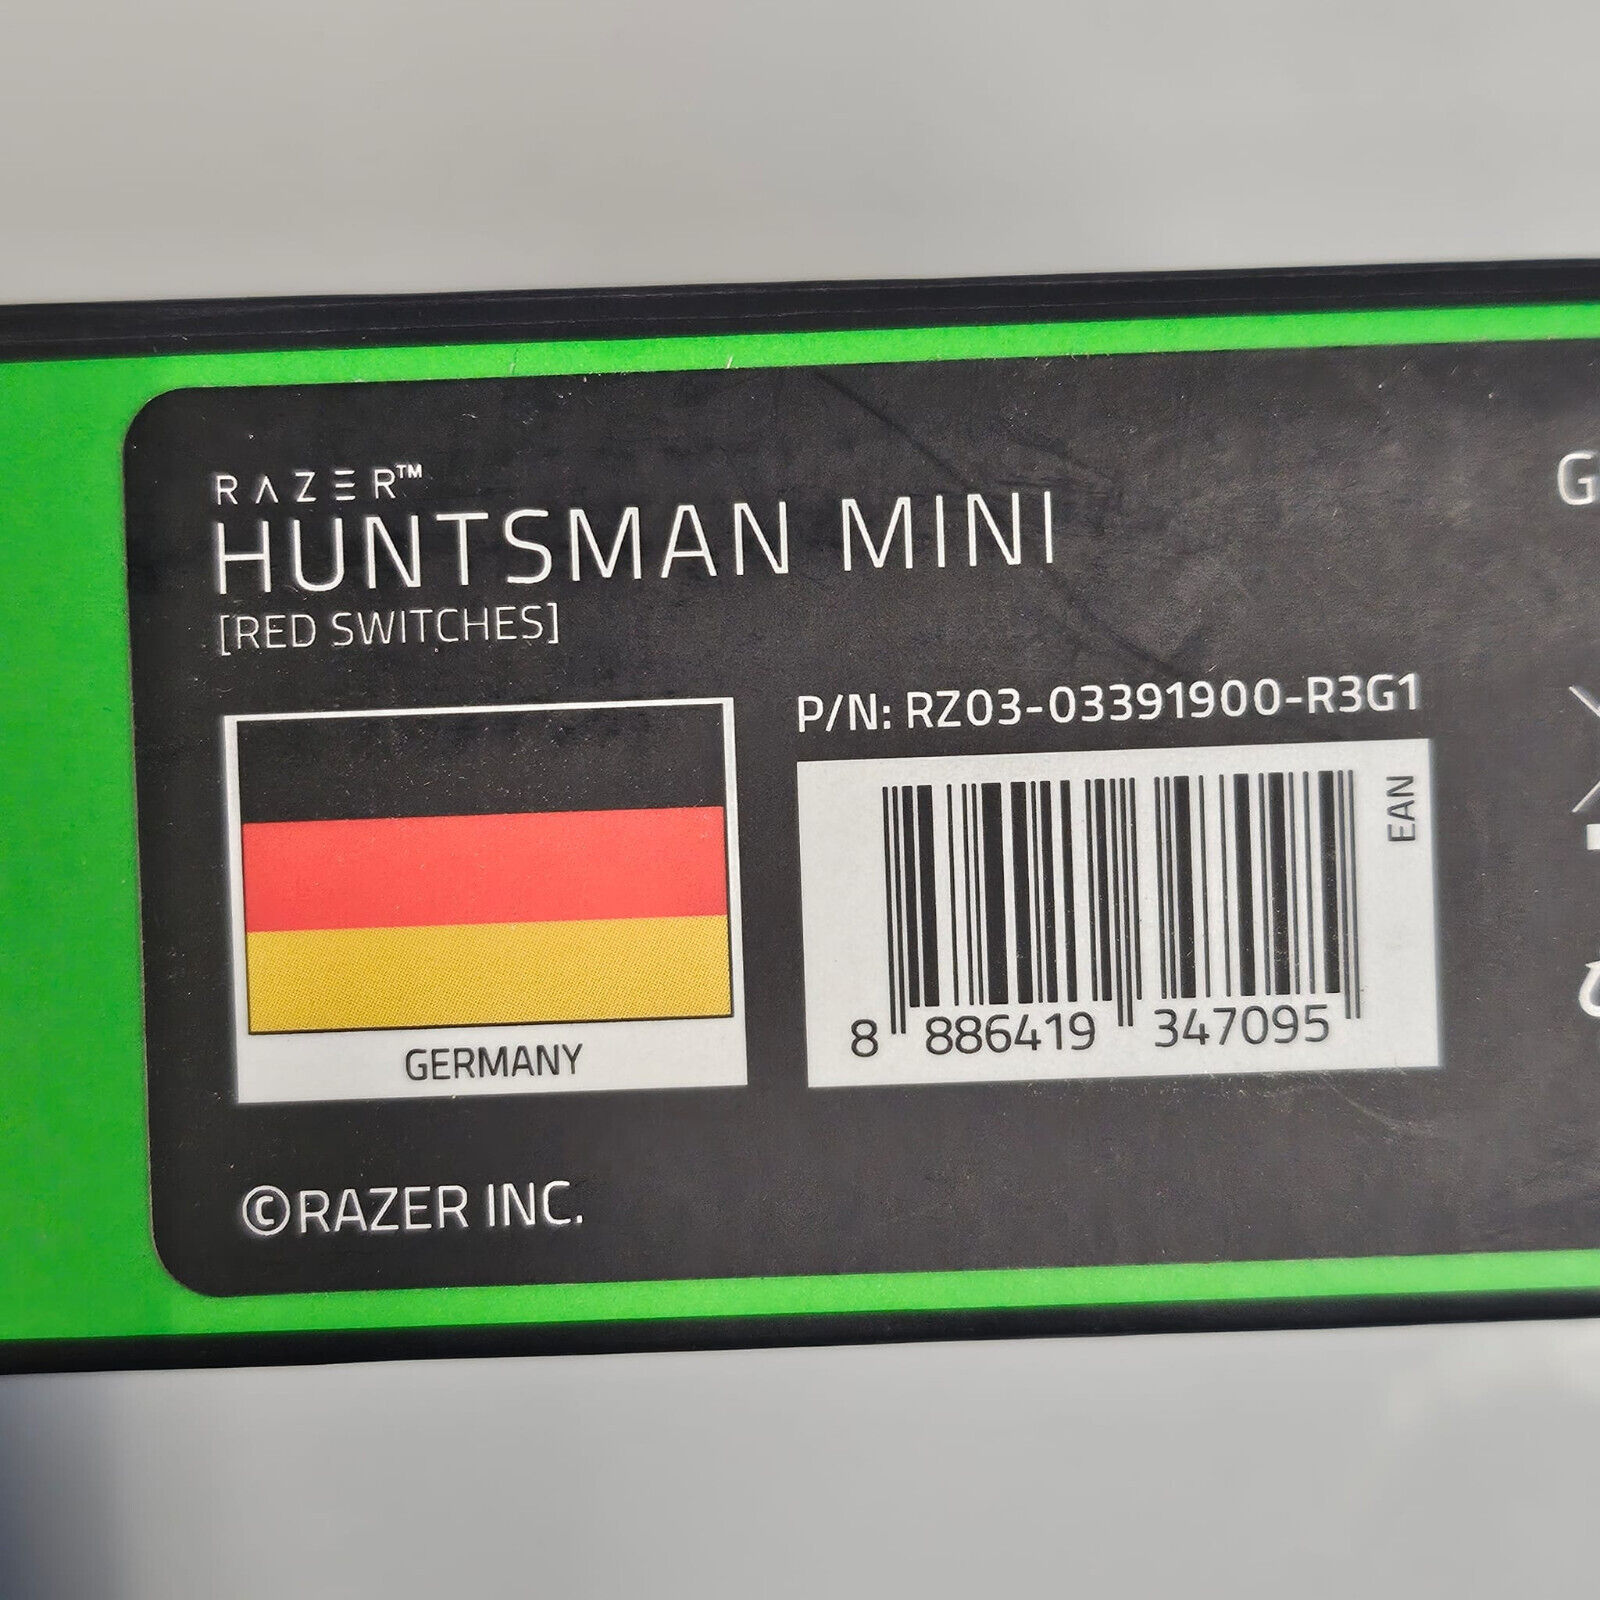 RAZER™
HUNTSMAN MINI
[RED SWITCHES]
P/N: RZ03-03391900-R3G1
EAN
8 886419 347095
GERMANY
©RAZER INC.
G